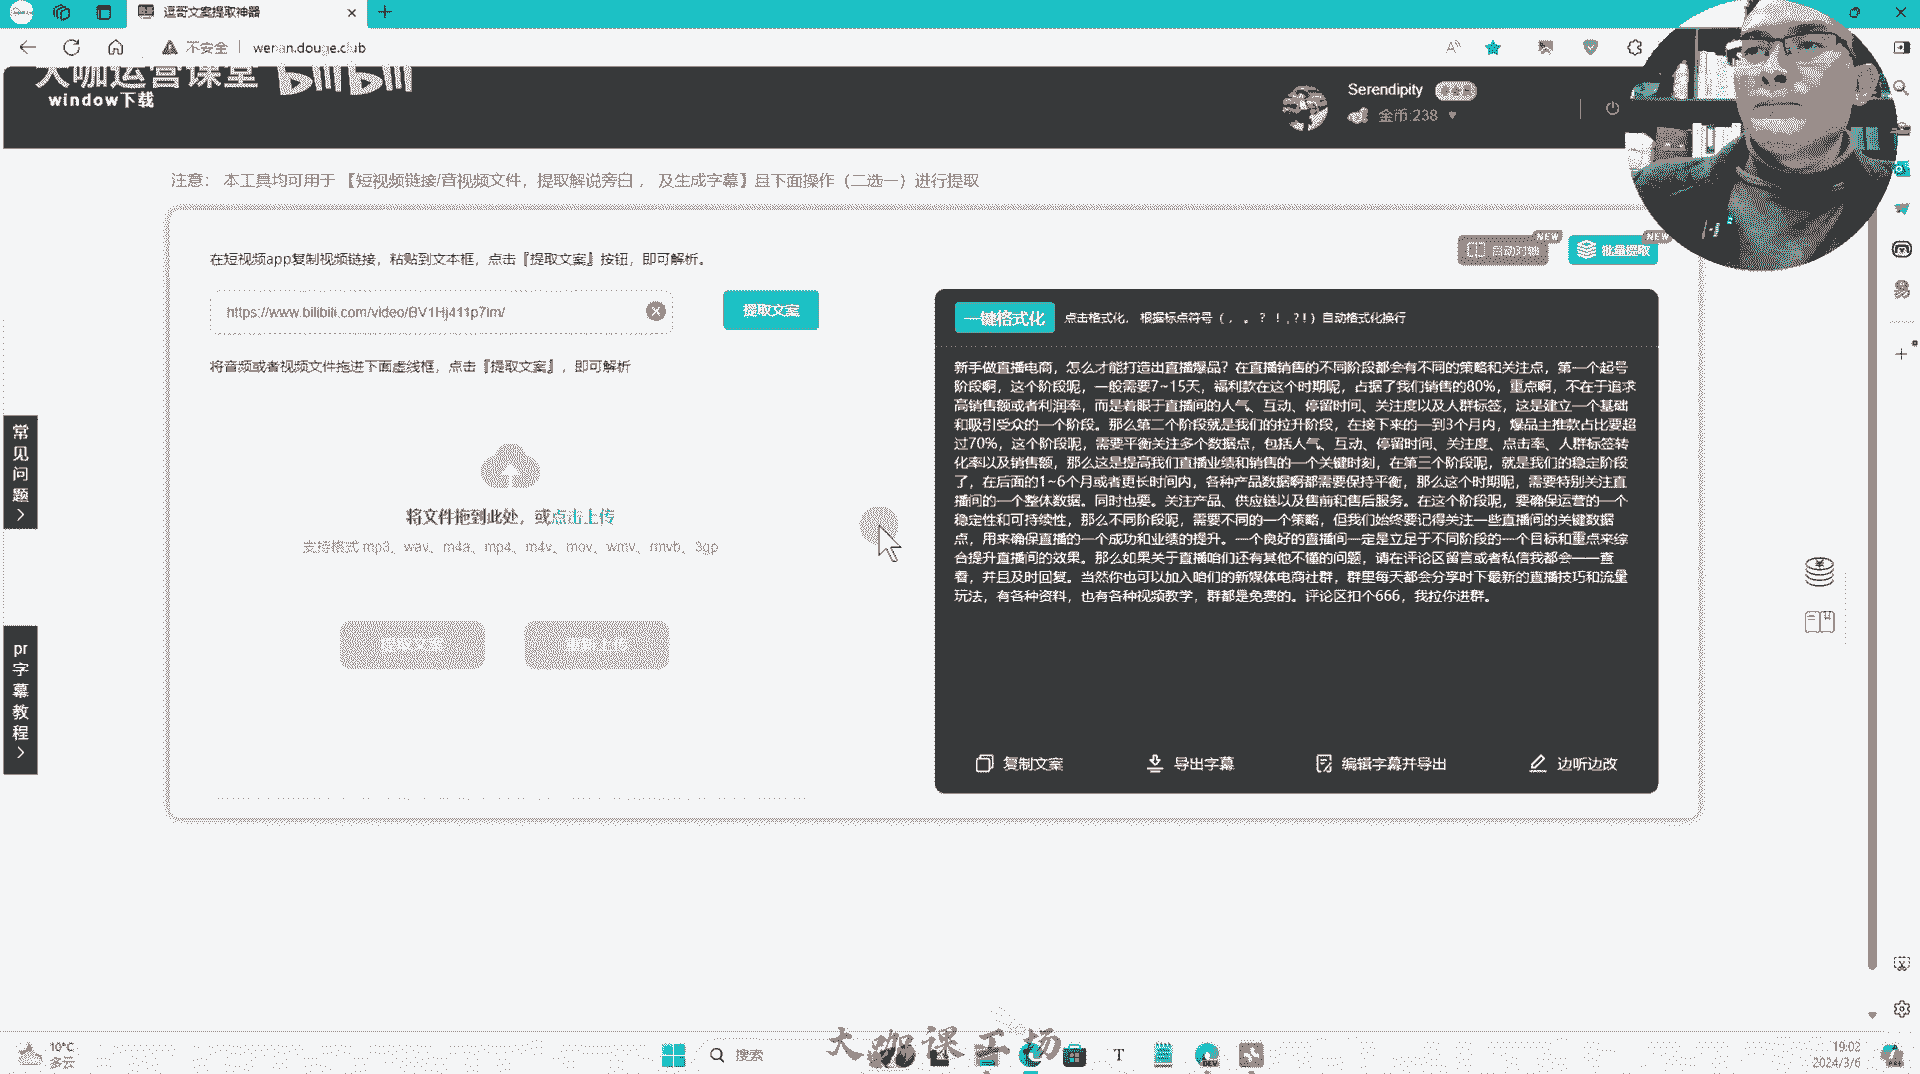 逗哥文案提取神器
不安全
wenan.douge.club
大咖运营课堂 bilibili
window下载
Serendipity
金币:238
注意： 本工具均可用于 【短视频链接/音视频文件，提取解说旁白 ， 及生成字幕】且下面操作（二选一）进行提取
在短视频app复制视频链接，粘贴到文本框，点击『提取文案』按钮，即可解析。
NEW
NEW
批量提取
https://www.bilibili.com/video/BV1Hj411p7im/
提取文案
将音频或者视频文件拖进下面虚线框，点击『提取文案』，即可解析
将文件拖到此处，或点击上传
支持格式 mp3、wav、m4a、mp4、m4v、mov、wmv、rmvb、3gp
提取文案
重新上传
一键格式化
点击格式化， 根据标点符号（ ， 。 ？ ！ , ? ! ）自动格式化换行
新手做直播电商，怎么才能打造出直播爆品？在直播销售的不同阶段都会有不同的策略和关注点，第一个起号
阶段啊，这个阶段呢，一般需要7~15天，福利款在这个时期呢，占据了我们销售的80%，重点啊，不在于追求
高销售额或者利润率，而是着眼于直播间的人气、互动、停留时间、关注度以及人群标签，这是建立一个基础
和吸引受众的一个阶段。那么第二个阶段就是我们的拉升阶段，在接下来的一到3个月内，爆品主推款占比要超
过70%，这个阶段呢，需要平衡关注多个数据点，包括人气、互动、停留时间、关注度、点击率、人群标签转
化率以及销售额，那么这是提高我们直播业绩和销售的一个关键时刻，在第三个阶段呢，就是我们的稳定阶段
了，在后面的1~6个月或者更长时间内，各种产品数据啊都需要保持平衡，那么这个时期呢，需要特别关注直
播间的一个整体数据。同时也要。关注产品、供应链以及售前和售后服务。在这个阶段呢，要确保运营的一个
稳定性和可持续性，那么不同阶段呢，需要不同的一个策略，但我们始终要记得关注一些直播间的关键数据
点，用来确保直播的一个成功和业绩的提升。一个良好的直播间一定是立足于不同阶段的一个目标和重点来综
合提升直播间的效果。那么如果关于直播咱们还有其他不懂的问题，请在评论区留言或者私信我都会一一查
看，并且及时回复。当然你也可以加入咱们的新媒体电商社群，群里每天都会分享时下最新的直播技巧和流量
玩法，有各种资料，也有各种视频教学，群都是免费的。评论区扣个666，我拉你进群。
复制文案
导出字幕
编辑字幕并导出
边听边改
常见问题
pr字幕教程
10°C
多云
搜索
19:02
2024/3/6